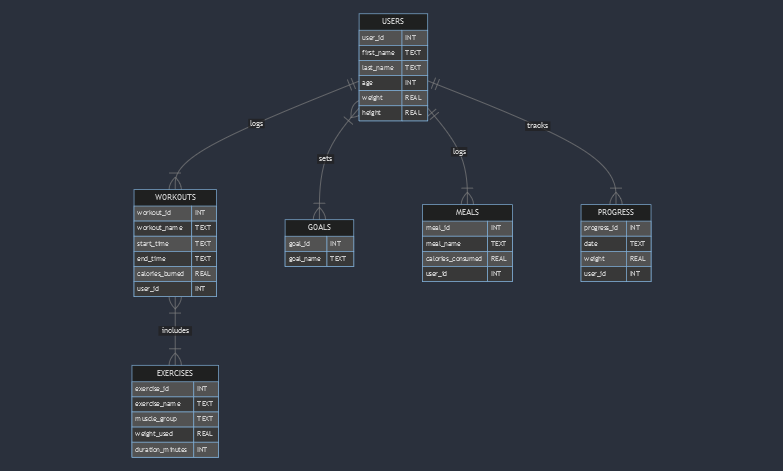 USERS
user_id INT
first_name TEXT
last_name TEXT
age INT
weight REAL
height REAL
logs
sets
logs
tracks
WORKOUTS
workout_id INT
workout_name TEXT
start_time TEXT
end_time TEXT
calories_burned REAL
user_id INT
GOALS
goal_id INT
goal_name TEXT
MEALS
meal_id INT
meal_name TEXT
calories_consumed REAL
user_id INT
PROGRESS
progress_id INT
date TEXT
weight REAL
user_id INT
includes
EXERCISES
exercise_id INT
exercise_name TEXT
muscle_group TEXT
weight_used REAL
duration_minutes INT